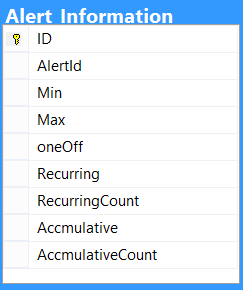 Alert Information
ID
AlertId
Min
Max
oneOff
Recurring
RecurringCount
Accmulative
AccmulativeCount